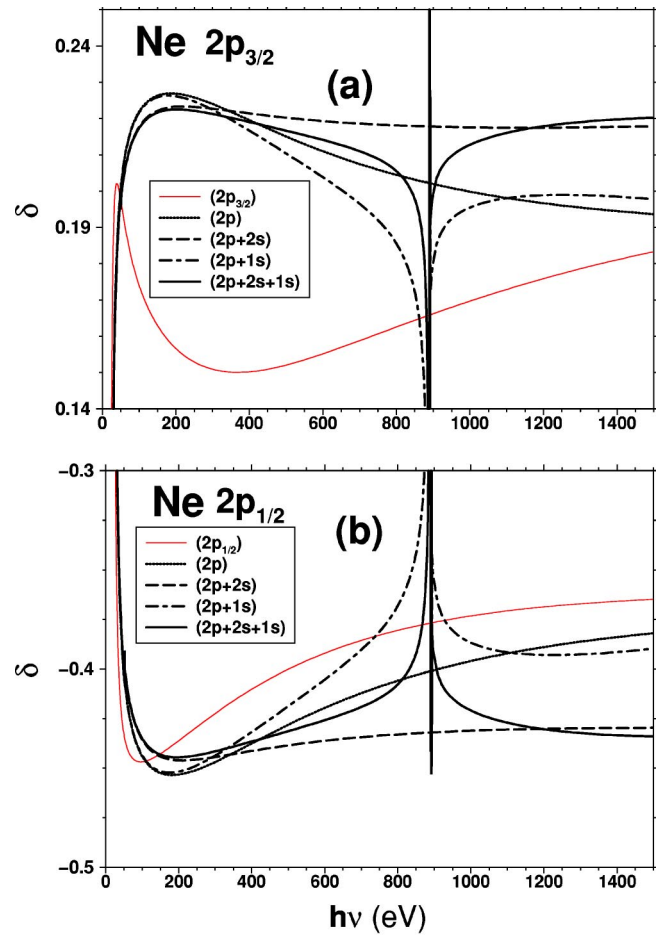 Ne 2p3/2
(a)
0.24
0.19
0.14
δ
(2p3/2)
(2p)
(2p+2s)
(2p+1s)
(2p+2s+1s)
0 200 400 600 800 1000 1200 1400
Ne 2p1/2
(b)
−0.3
−0.4
−0.5
δ
(2p1/2)
(2p)
(2p+2s)
(2p+1s)
(2p+2s+1s)
0 200 400 600 800 1000 1200 1400
hν (eV)